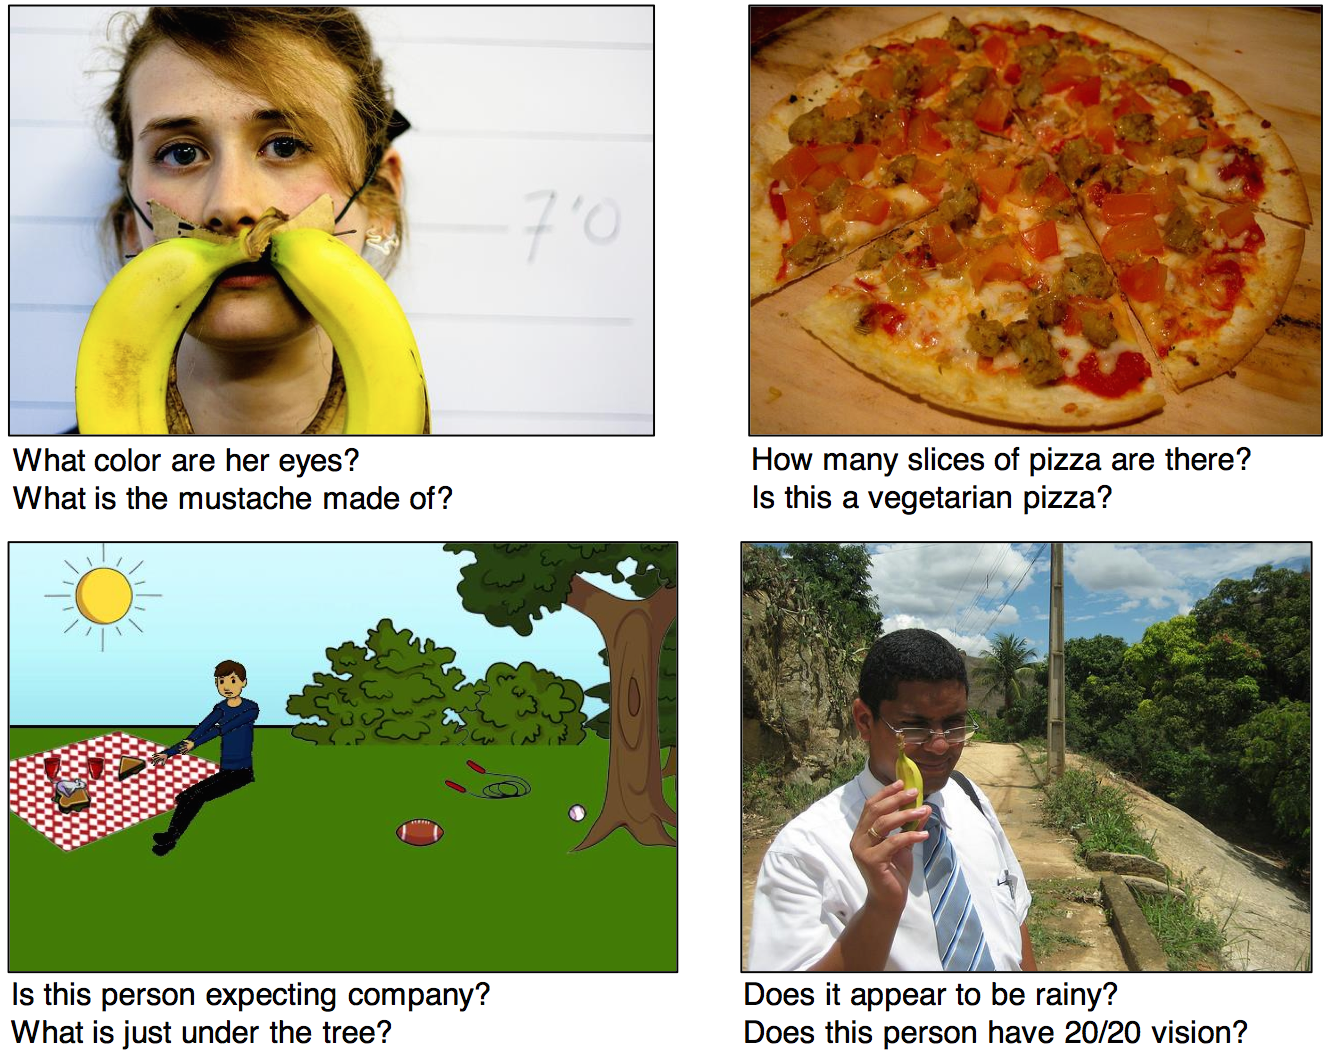 7'0
What color are her eyes?
What is the mustache made of?
How many slices of pizza are there?
Is this a vegetarian pizza?
Is this person expecting company?
What is just under the tree?
Does it appear to be rainy?
Does this person have 20/20 vision?